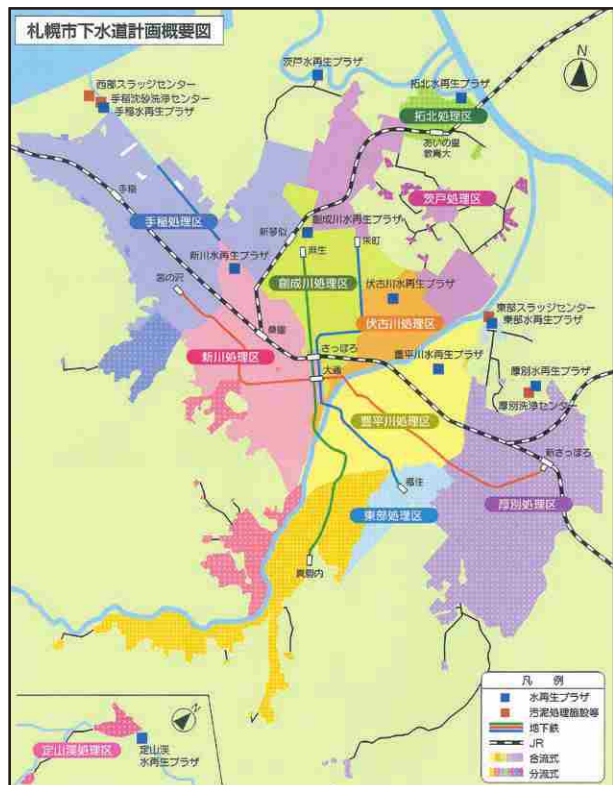 札幌市下水道計画概要図
N
茨戸水再生プラザ
拓北水再生プラザ
西部スラッジセンター
手稲沈砂洗浄センター
手稲水再生プラザ
拓北処理区
あいの里
教育大
茨戸処理区
手稲
手稲処理区
新琴似
創成川水再生プラザ
麻生
栄町
新川水再生プラザ
宮の沢
創成川処理区
伏古川水再生プラザ
伏古川処理区
東部スラッジセンター
東部水再生プラザ
桑園
さっぽろ
新川処理区
大通
豊平川水再生プラザ
厚別水再生プラザ
厚別洗浄センター
豊平川処理区
新さっぽろ
福住
東部処理区
厚別処理区
真駒内
定山渓処理区
定山渓
水再生プラザ
N
凡 例
水再生プラザ
汚泥処理施設等
地下鉄
JR
合流式
分流式